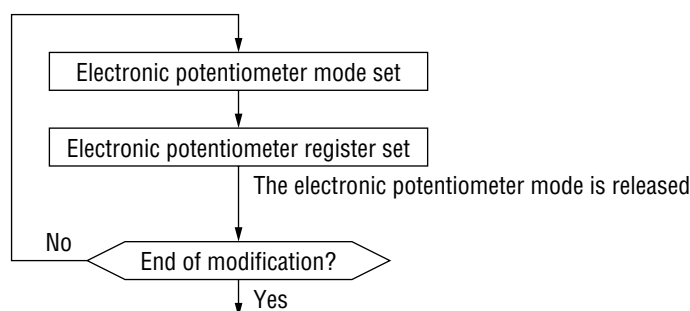 Electronic potentiometer mode set
Electronic potentiometer register set
The electronic potentiometer mode is released
No
End of modification?
Yes